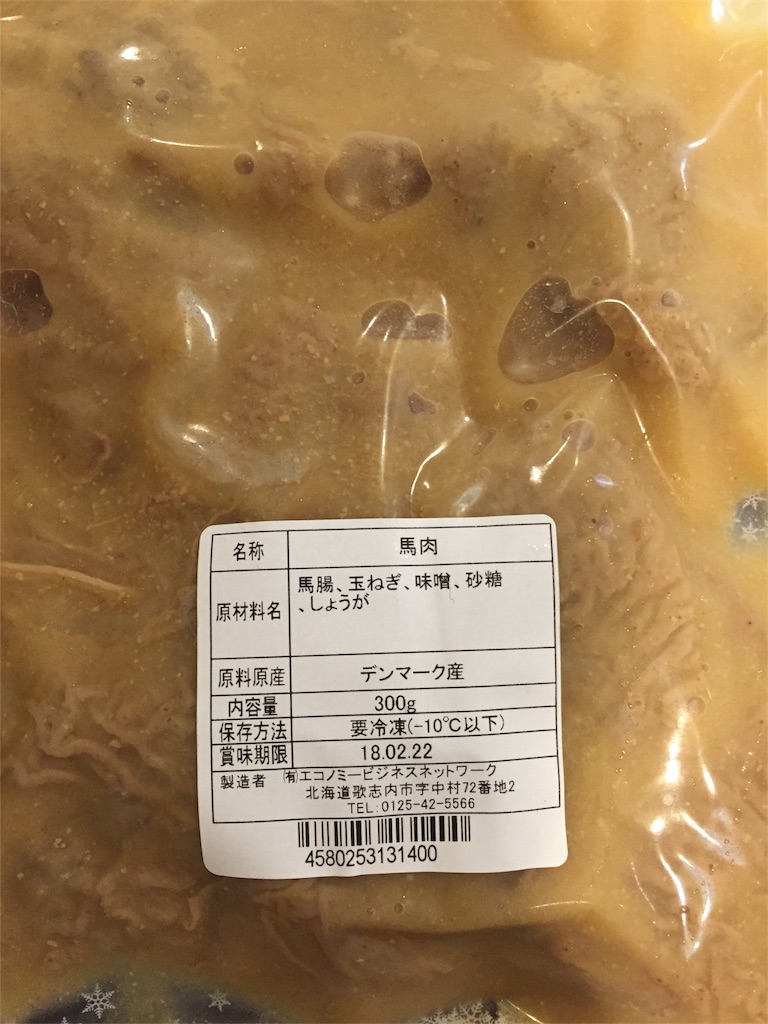 名称 馬肉
原材料名 馬腸、玉ねぎ、味噌、砂糖
、しょうが
原料原産 デンマーク産
内容量 300g
保存方法 要冷凍(-10℃以下)
賞味期限 18.02.22
製造者 ㈲エコノミービジネスネットワーク
北海道歌志内市字中村72番地2
TEL:0125-42-5566
4580253131400